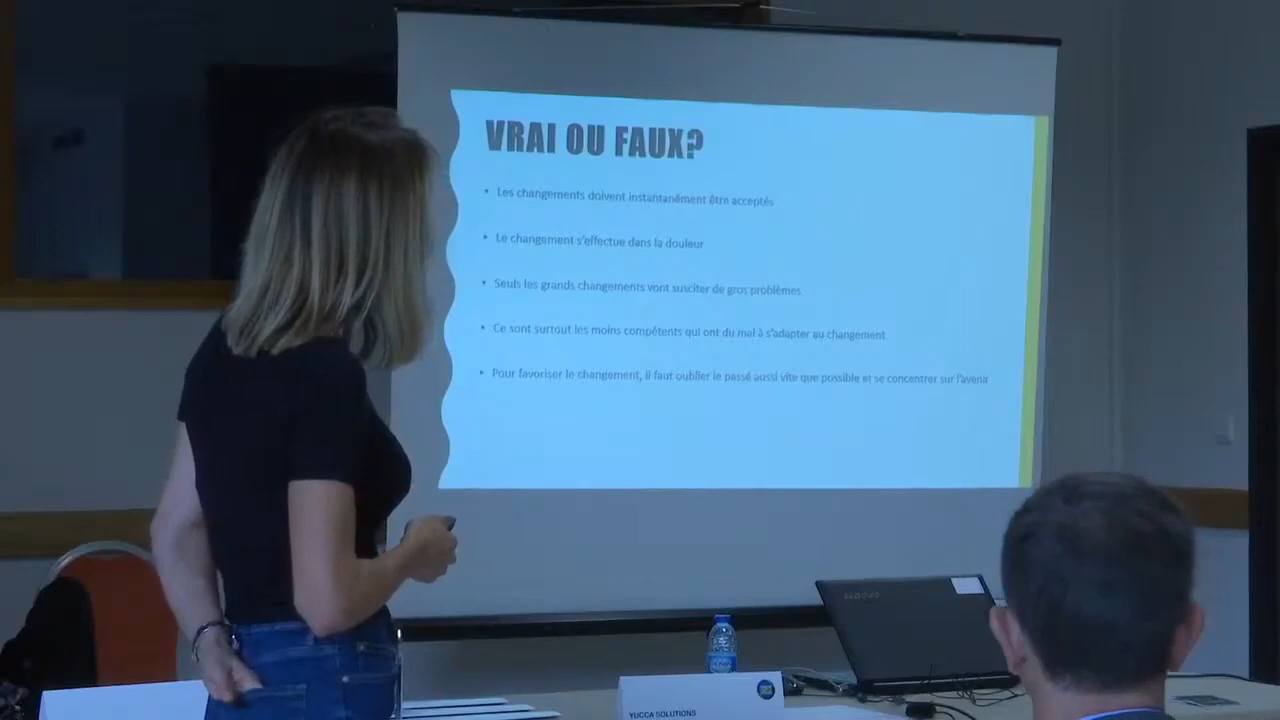 VRAI OU FAUX?
• Les changements doivent instantanément être acceptés
• Le changement s'effectue dans la douleur
• Seuls les grands changements vont susciter de gros problèmes
• Ce sont surtout les moins compétents qui ont du mal à s'adapter au changement
• Pour favoriser le changement, il faut oublier le passé aussi vite que possible et se concentrer sur l'avenir
YUCCA SOLUTIONS